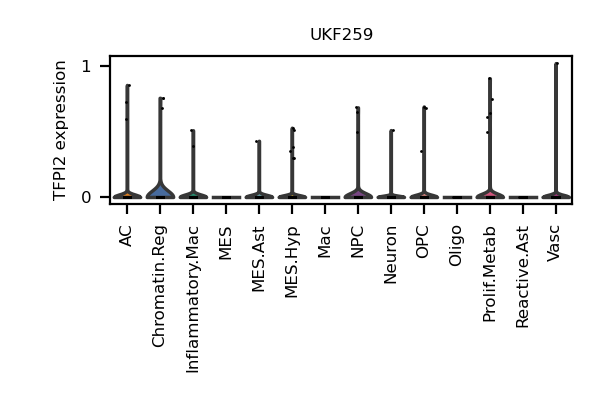 UKF259
TFPI2 expression
1
0
AC
Chromatin.Reg
Inflammatory.Mac
MES
MES.Ast
MES.Hyp
Mac
NPC
Neuron
OPC
Oligo
Prolif.Metab
Reactive.Ast
Vasc